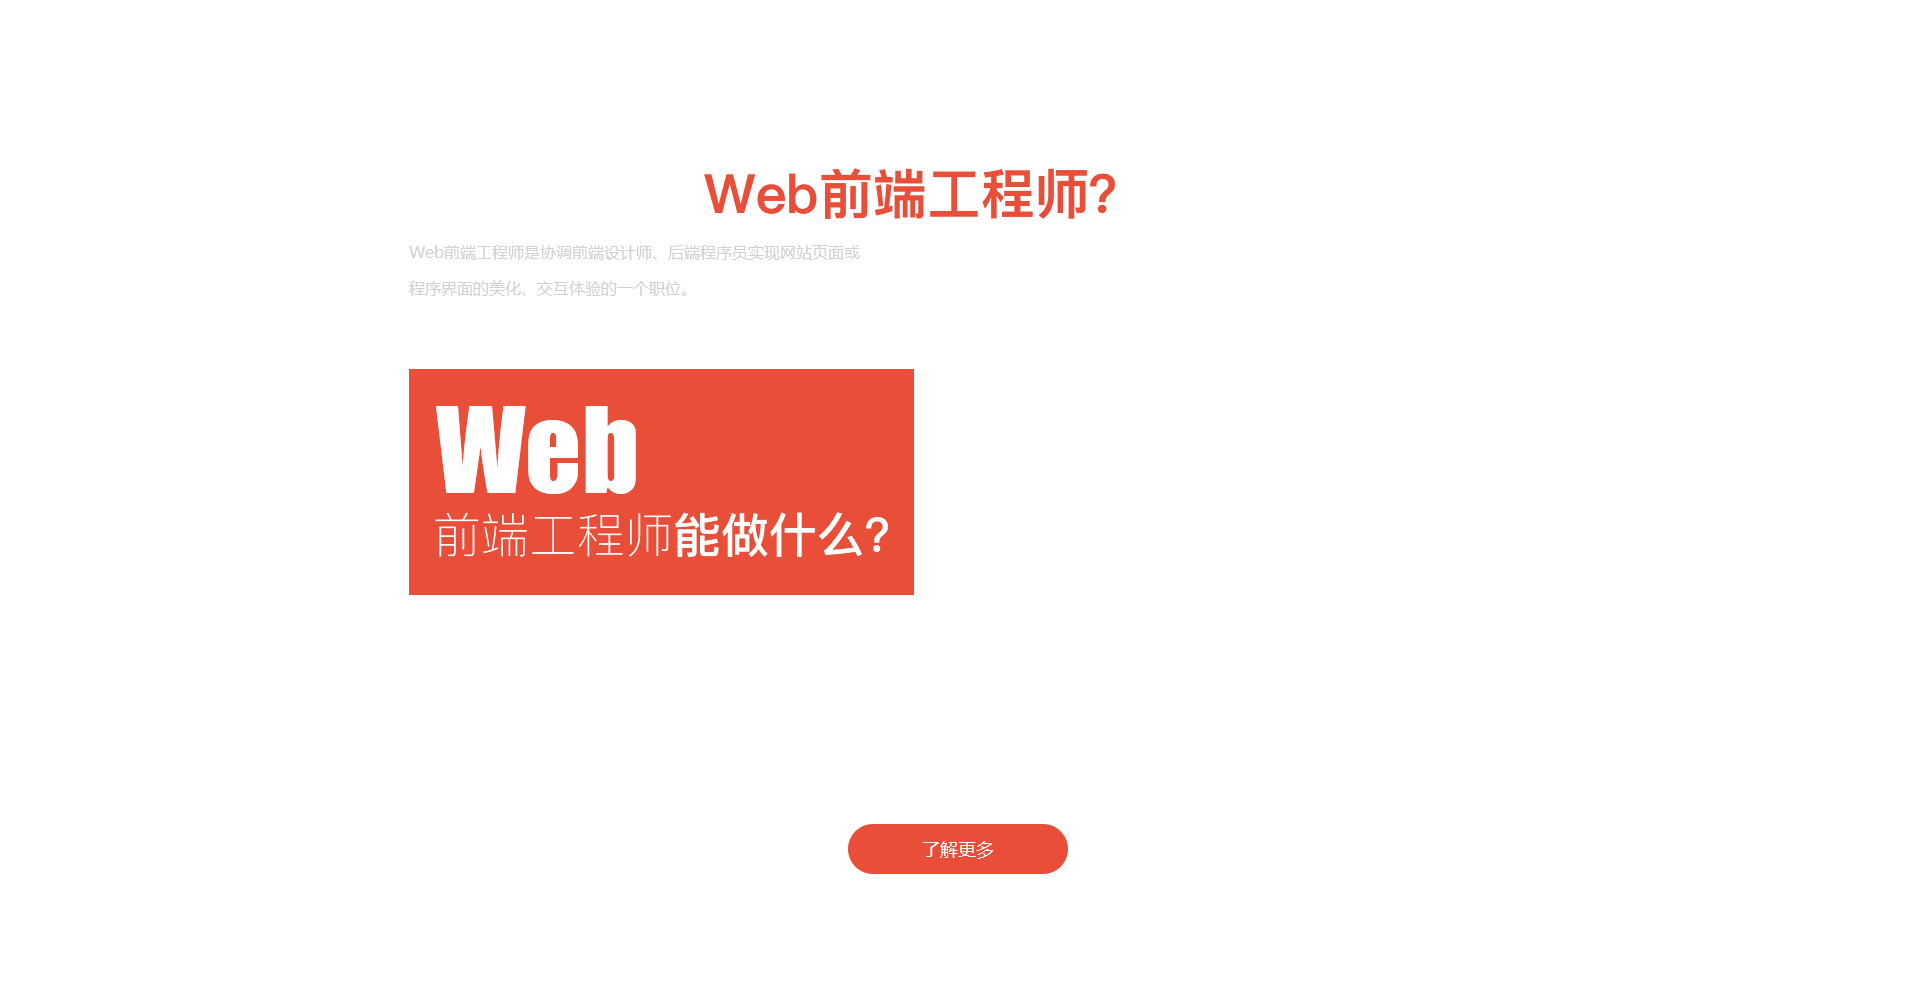 Web前端工程师?
Web前端工程师是协调前端设计师、后端程序员实现网站页面或
程序界面的美化、交互体验的一个职位。
Web
前端工程师能做什么?
了解更多